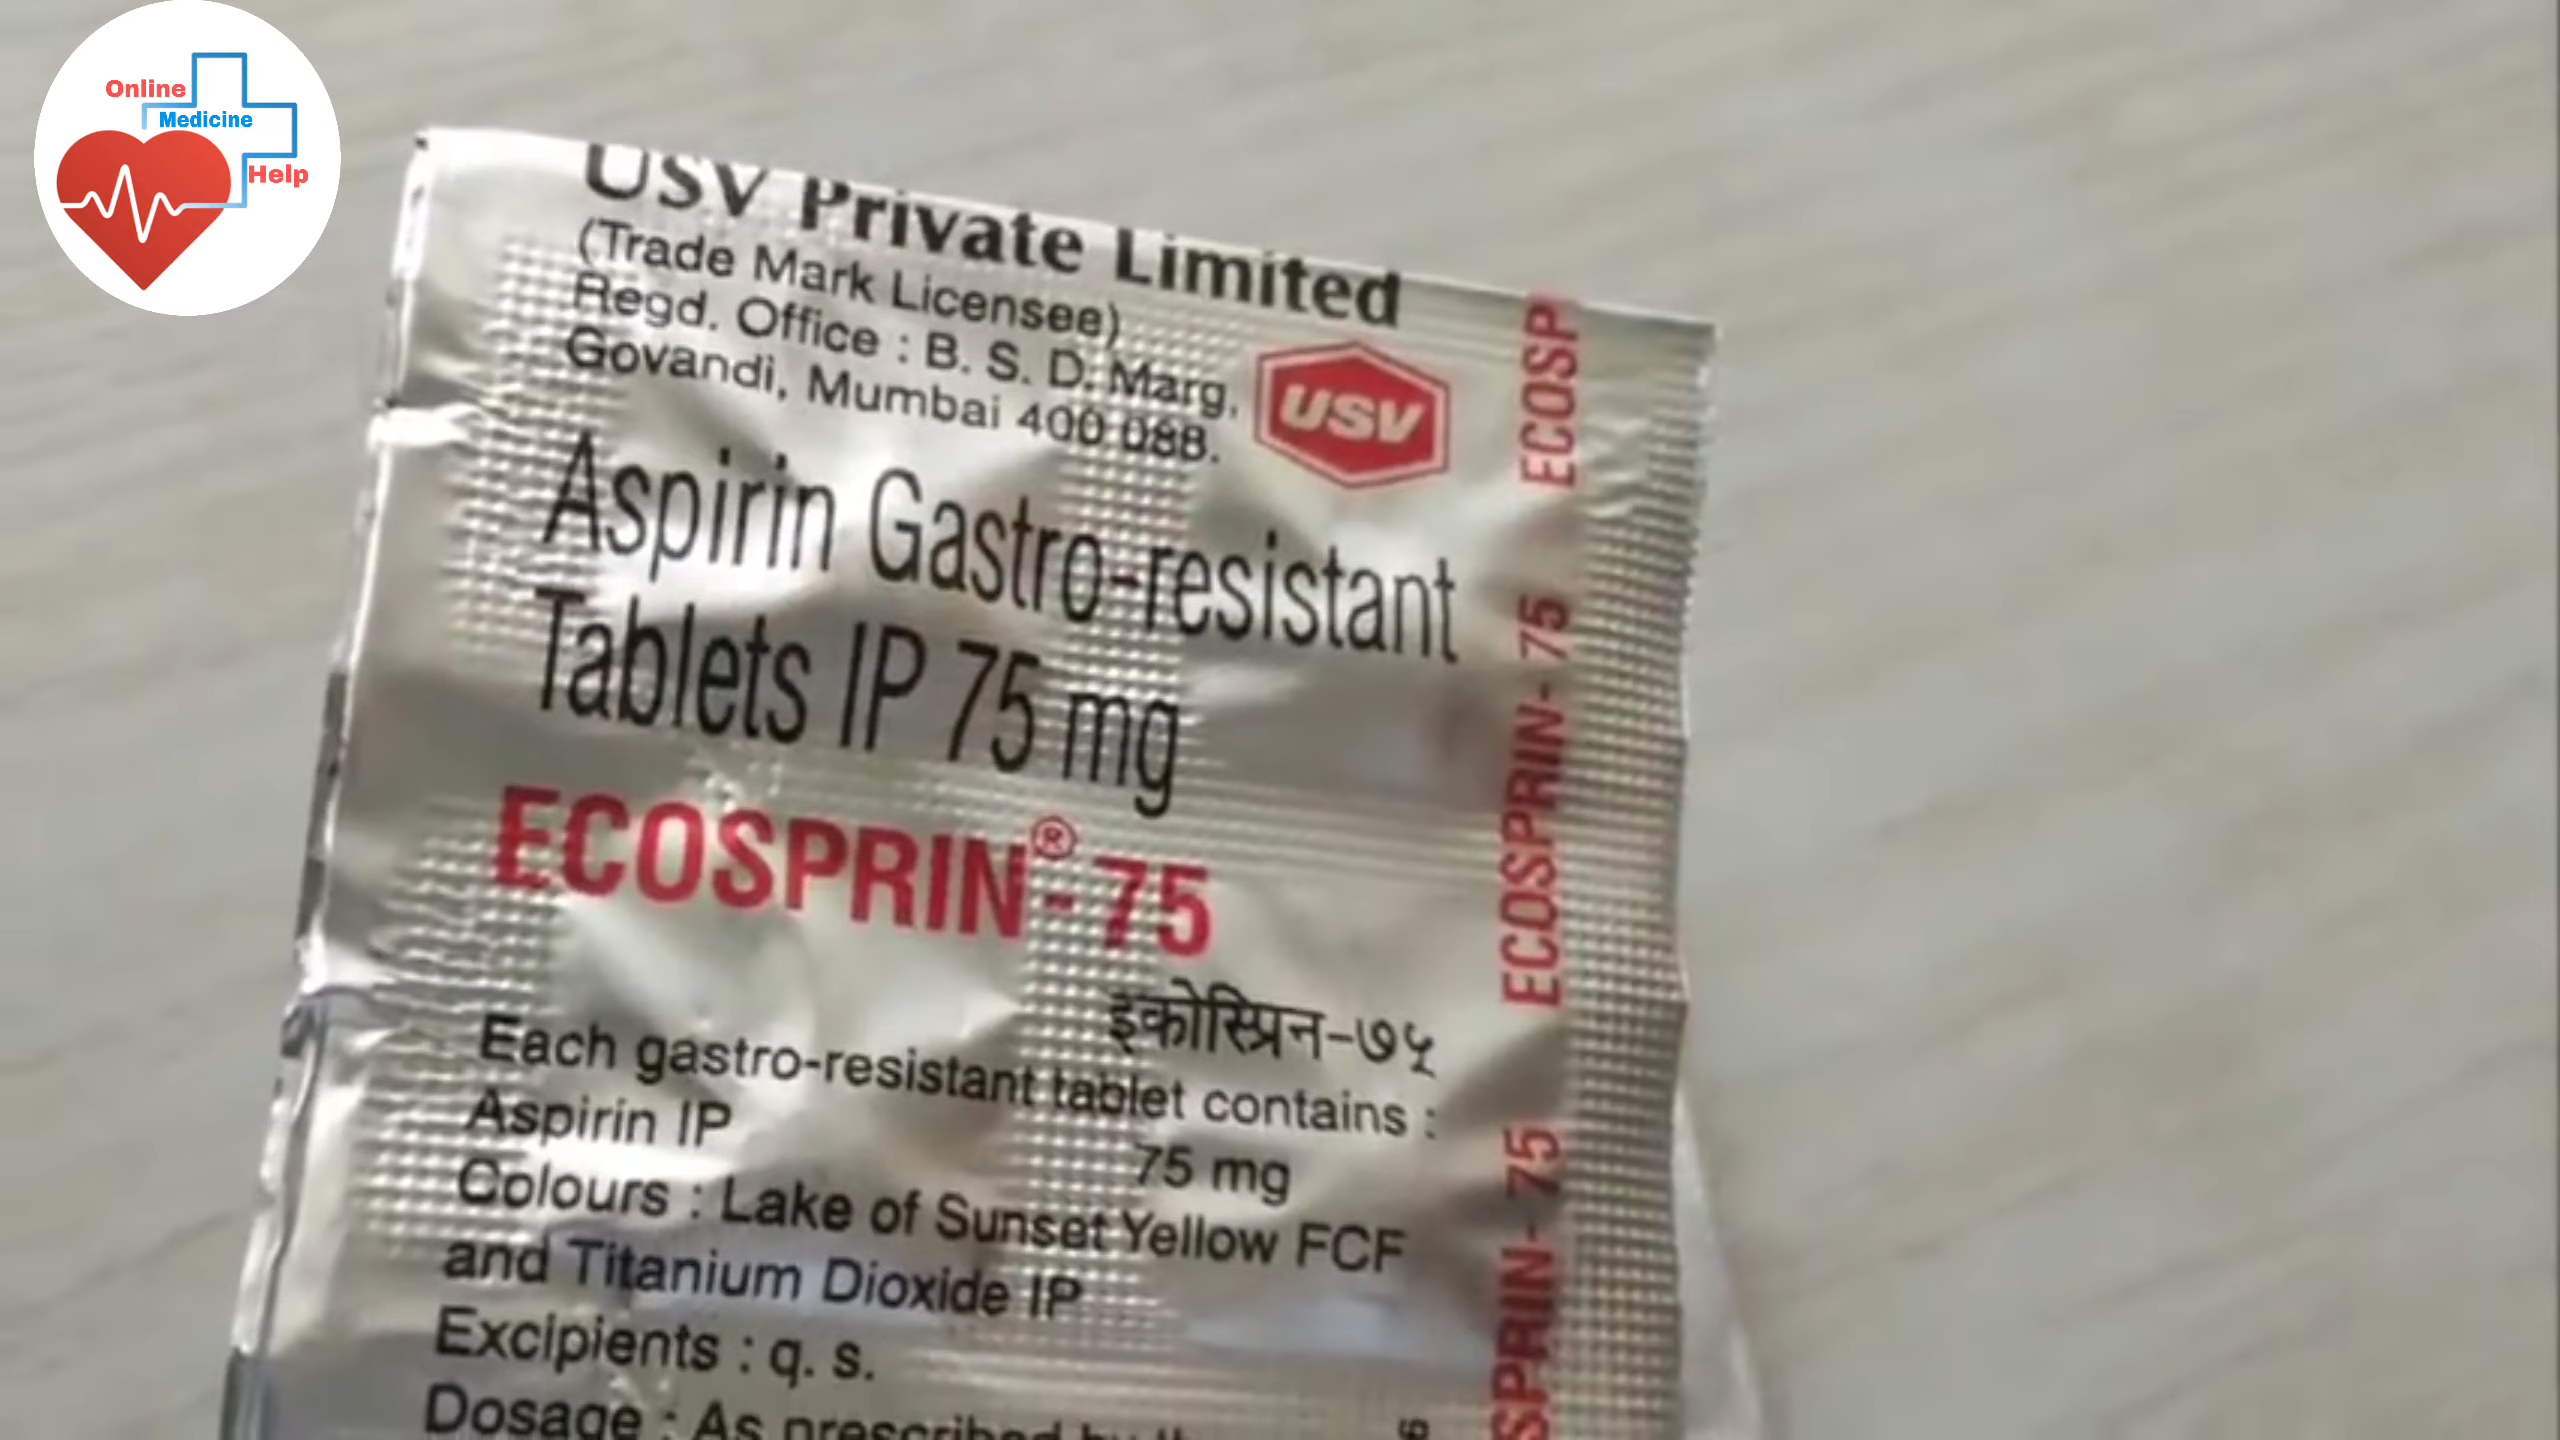 Online
Medicine
Help
USV Private Limited
(Trade Mark Licensee)
Regd. Office : B. S. D. Marg,
Govandi, Mumbai 400 088.
USV
Aspirin Gastro-resistant
Tablets IP 75 mg
ECOSPRIN®-75
इकोस्प्रिन-७५
Each gastro-resistant tablet contains :
Aspirin IP
75 mg
Colours : Lake of Sunset Yellow FCF
and Titanium Dioxide IP
Excipients : q. s.
Dosage : As prescribed by
ECOSP
ECOSPRIN-75
SPRIN-75